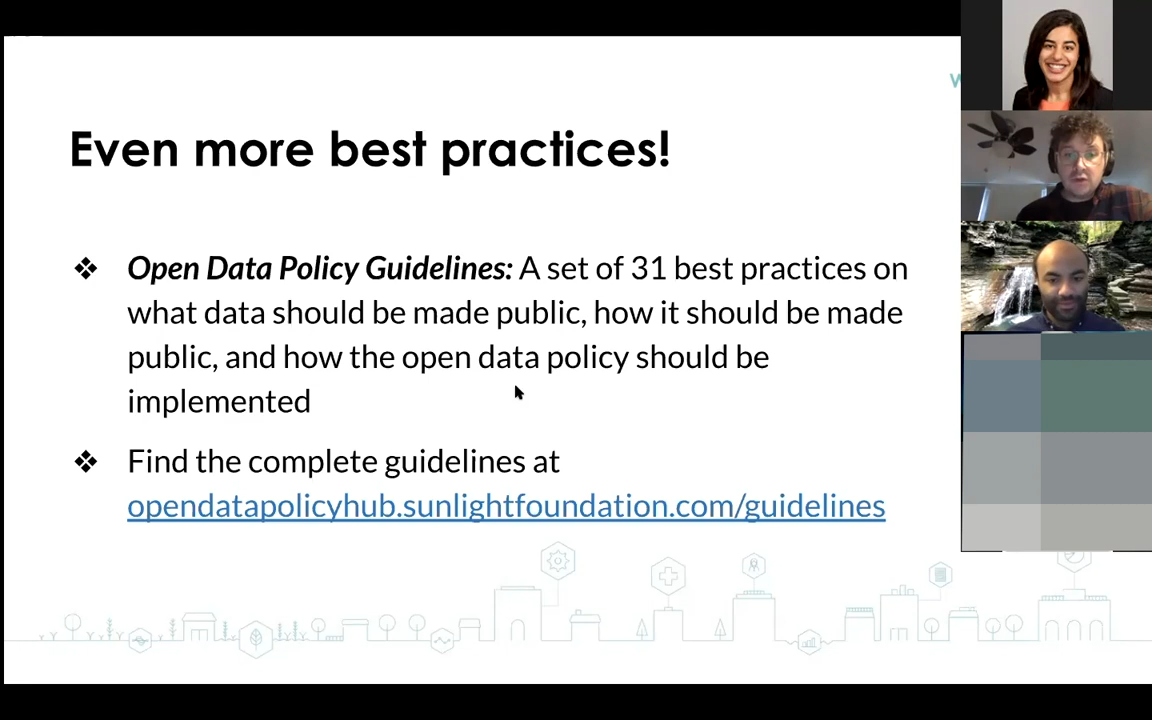 Even more best practices!
❖ Open Data Policy Guidelines: A set of 31 best practices on
what data should be made public, how it should be made
public, and how the open data policy should be
implemented
❖ Find the complete guidelines at
opendatapolicyhub.sunlightfoundation.com/guidelines